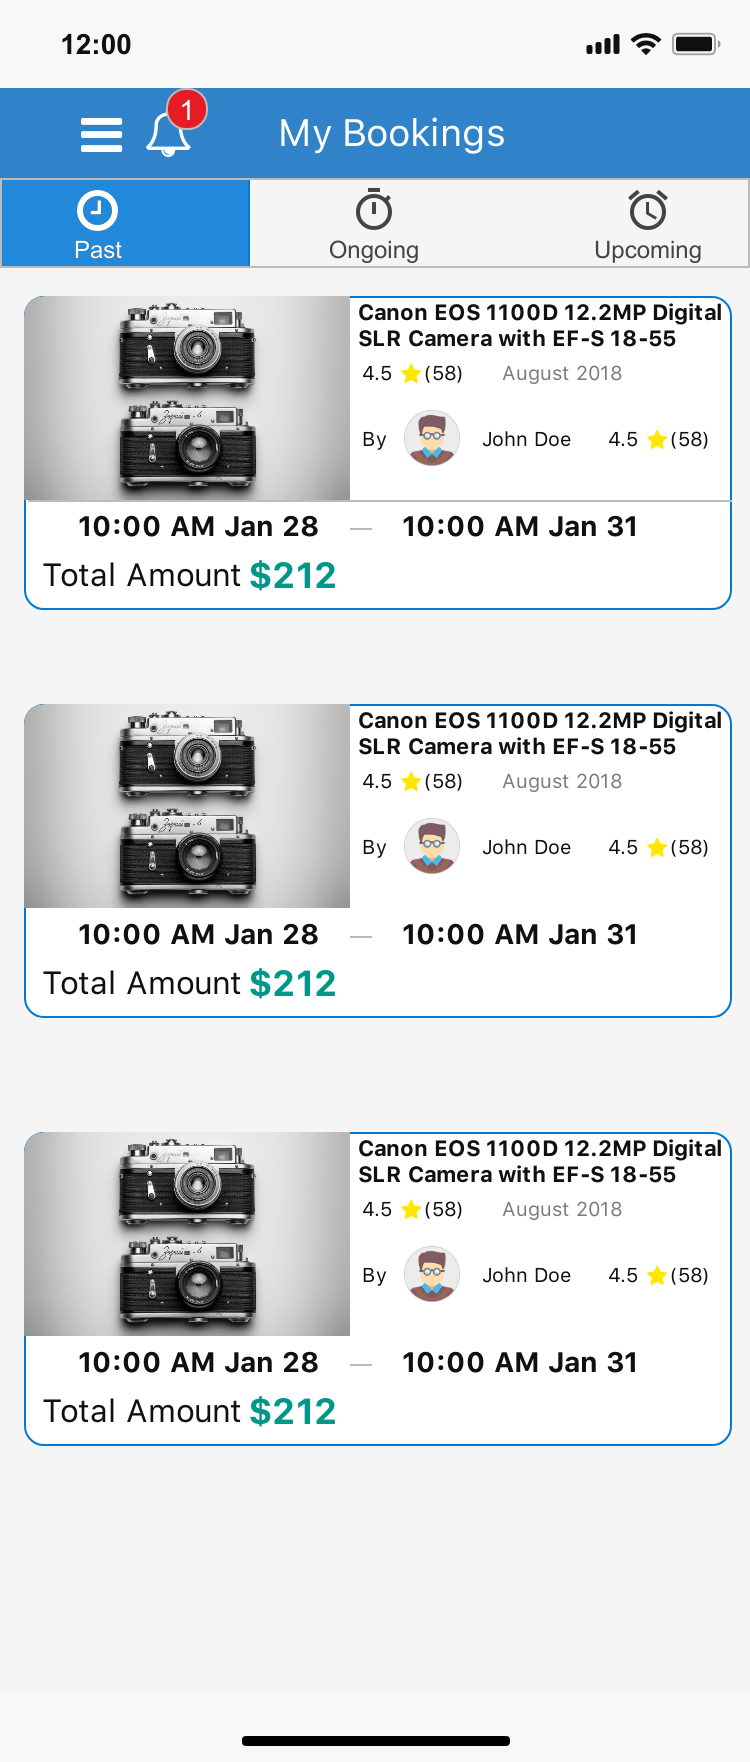 12:00
1
My Bookings
Past
Ongoing
Upcoming
Canon EOS 1100D 12.2MP Digital
SLR Camera with EF-S 18-55
4.5 (58) August 2018
By John Doe 4.5 (58)
10:00 AM Jan 28 — 10:00 AM Jan 31
Total Amount $212
Canon EOS 1100D 12.2MP Digital
SLR Camera with EF-S 18-55
4.5 (58) August 2018
By John Doe 4.5 (58)
10:00 AM Jan 28 — 10:00 AM Jan 31
Total Amount $212
Canon EOS 1100D 12.2MP Digital
SLR Camera with EF-S 18-55
4.5 (58) August 2018
By John Doe 4.5 (58)
10:00 AM Jan 28 — 10:00 AM Jan 31
Total Amount $212